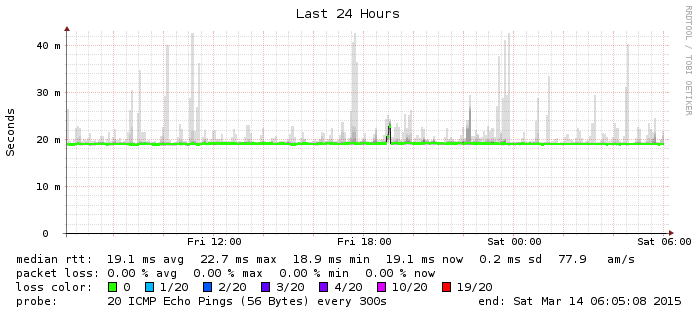 Last 24 Hours
RRDTOOL / TOBI OETIKER
Seconds
40 m
30 m
20 m
10 m
0
Fri 12:00 Fri 18:00 Sat 00:00 Sat 06:00
median rtt: 19.1 ms avg 22.7 ms max 18.9 ms min 19.1 ms now 0.2 ms sd 77.9 am/s
packet loss: 0.00 % avg 0.00 % max 0.00 % min 0.00 % now
loss color: 0 1/20 2/20 3/20 4/20 10/20 19/20
probe: 20 ICMP Echo Pings (56 Bytes) every 300s end: Sat Mar 14 06:05:08 2015